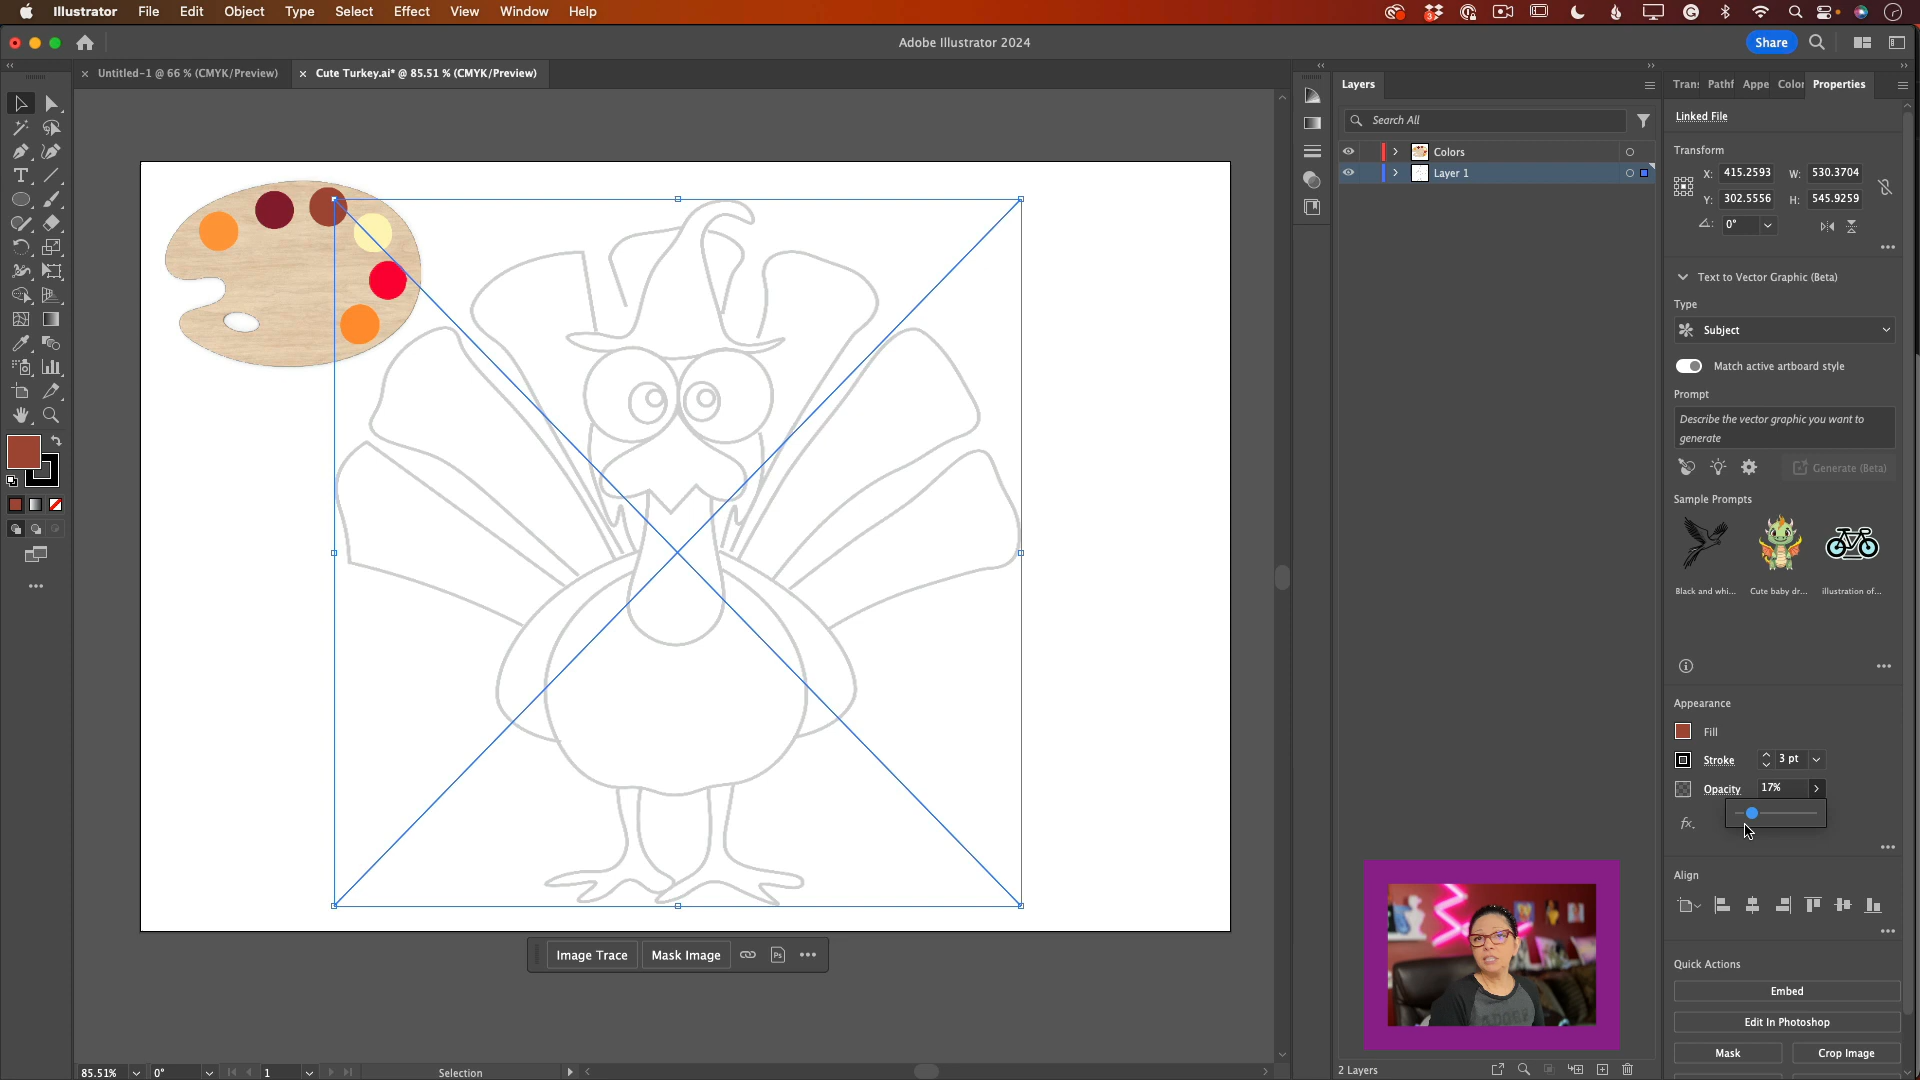 Illustrator File Edit Object Type Select Effect View Window Help
Adobe Illustrator 2024
Share
Untitled-1 @ 66 % (CMYK/Preview)
Cute Turkey.ai* @ 85.51 % (CMYK/Preview)
Layers
Search All
Colors
Layer 1
Trans Pathf Appe Color Properties
Linked File
Transform
X: 415.2593 W: 530.3704
Y: 302.5556 H: 545.9259
0°
Text to Vector Graphic (Beta)
Type
Subject
Match active artboard style
Prompt
Describe the vector graphic you want to
generate
Generate (Beta)
Sample Prompts
Black and whi... Cute baby dr... illustration of...
Appearance
Fill
Stroke 3 pt
Opacity 17%
fx.
Align
Quick Actions
Embed
Edit In Photoshop
Mask Crop Image
Image Trace Mask Image Ps
85.51% 0° 1 Selection
2 Layers